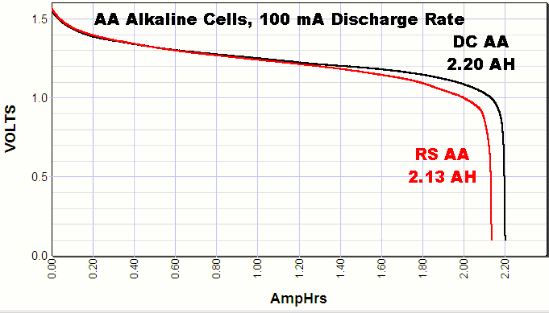 AA Alkaline Cells, 100 mA Discharge Rate
DC AA
2.20 AH
RS AA
2.13 AH
VOLTS
1.5
1.0
0.5
0.0
0.00
0.20
0.40
0.60
0.80
1.00
1.20
1.40
1.60
1.80
2.00
2.20
AmpHrs